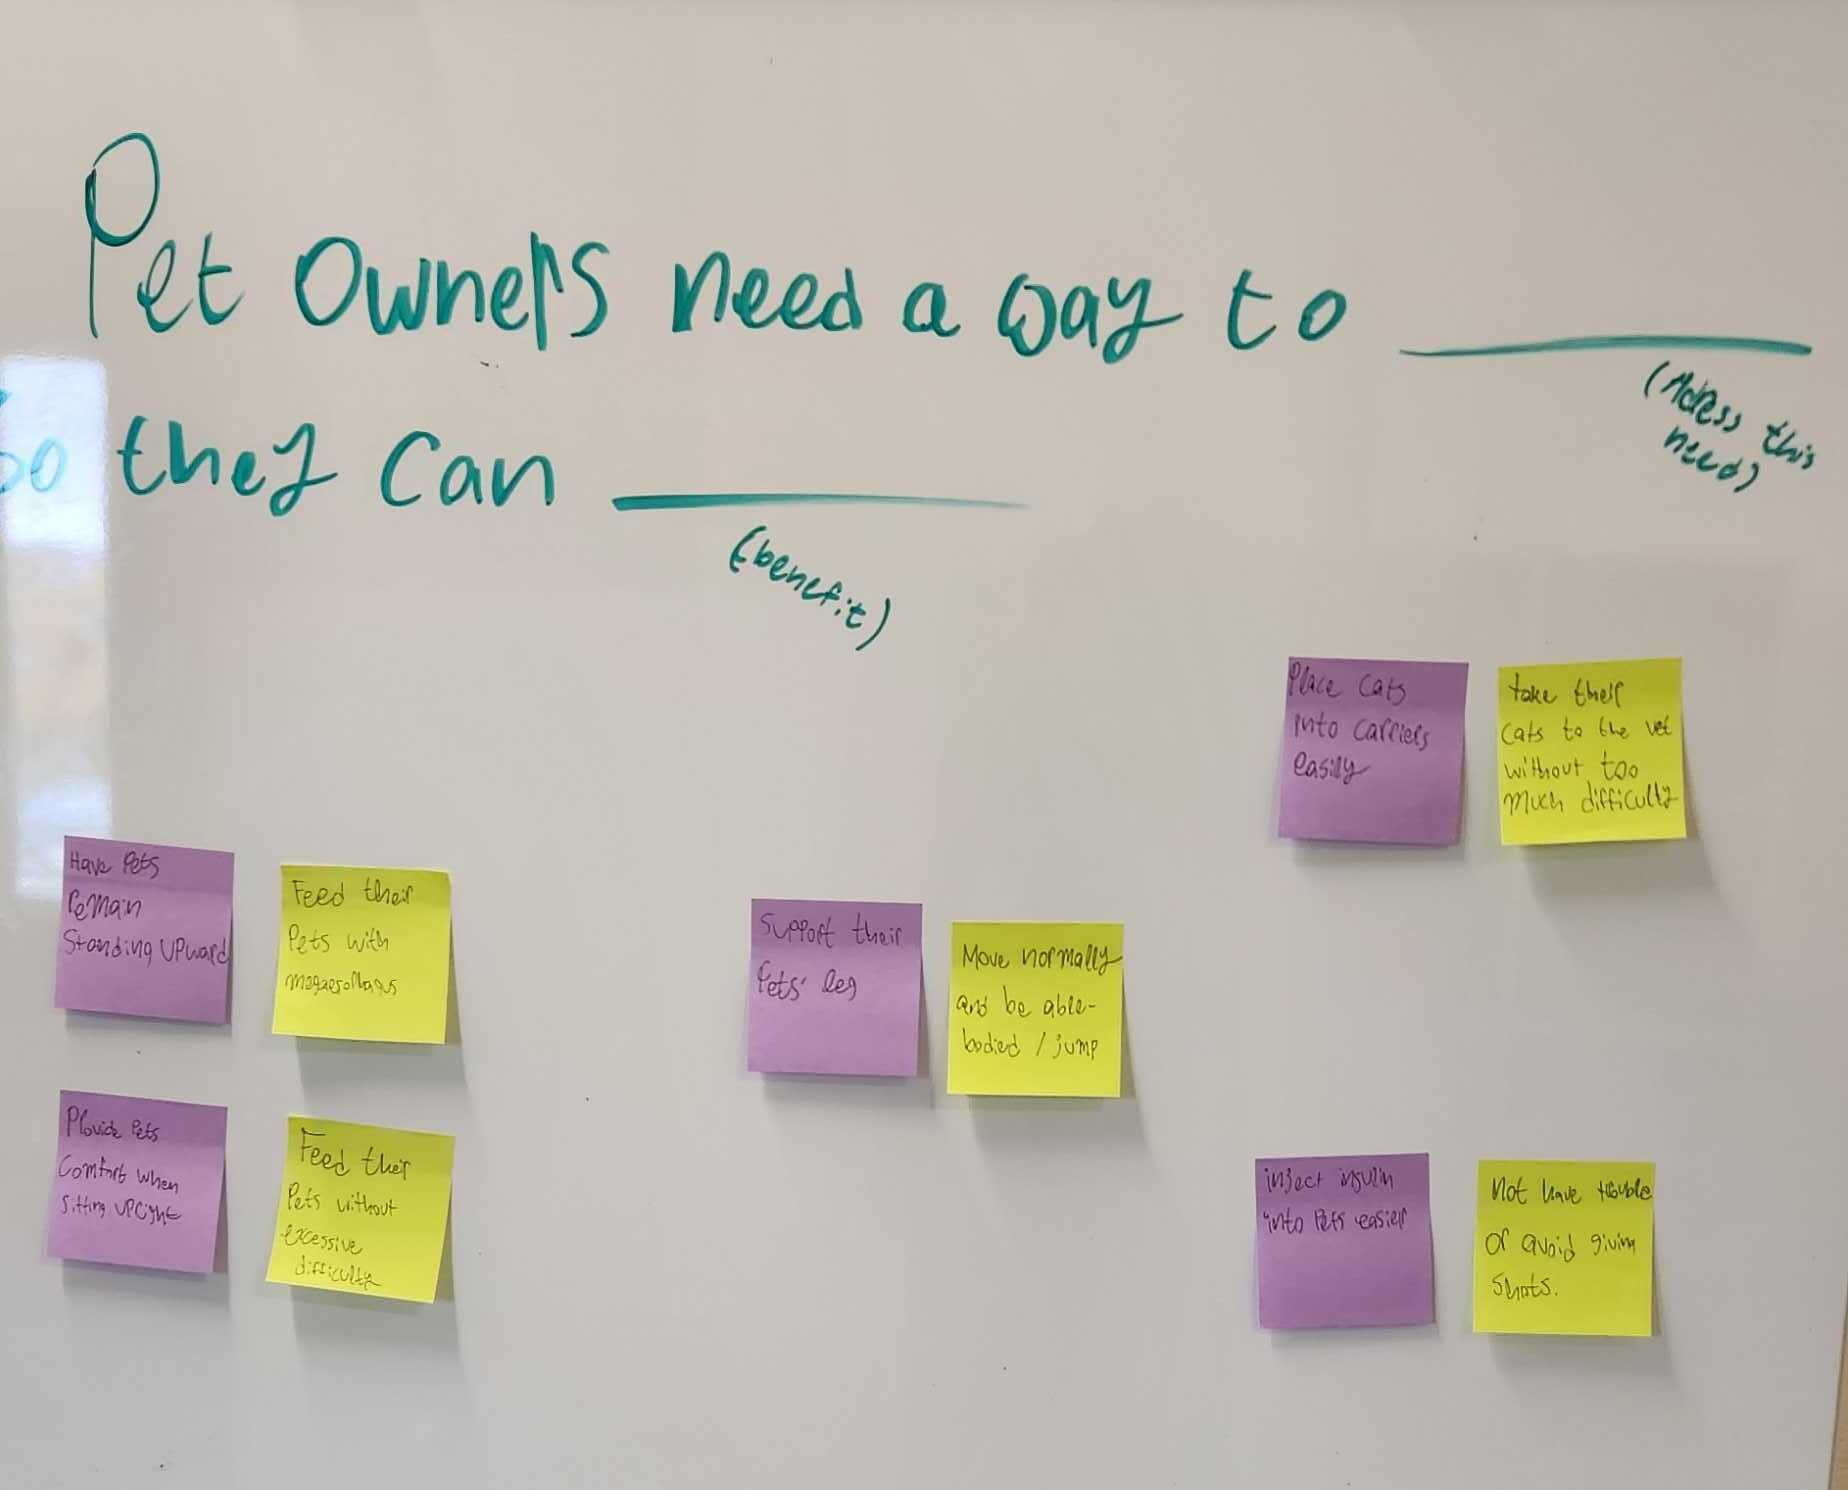 Pet owners need a way to
(Adress this
need)
So they can
(benefit)
Place cats
into carriers
easily
take their
cats to the vet
without too
much difficulty
Have Pets
remain
Standing upward
Feed their
Pets with
megaesophagus
Support their
Pets' leg
Move normally
and be able-
bodied / jump
Provide Pets
Comfort when
Sitting upright
Feed their
Pets without
excessive
difficulty
inject insulin
into Pets easier
Not have trouble
or avoid giving
shots.